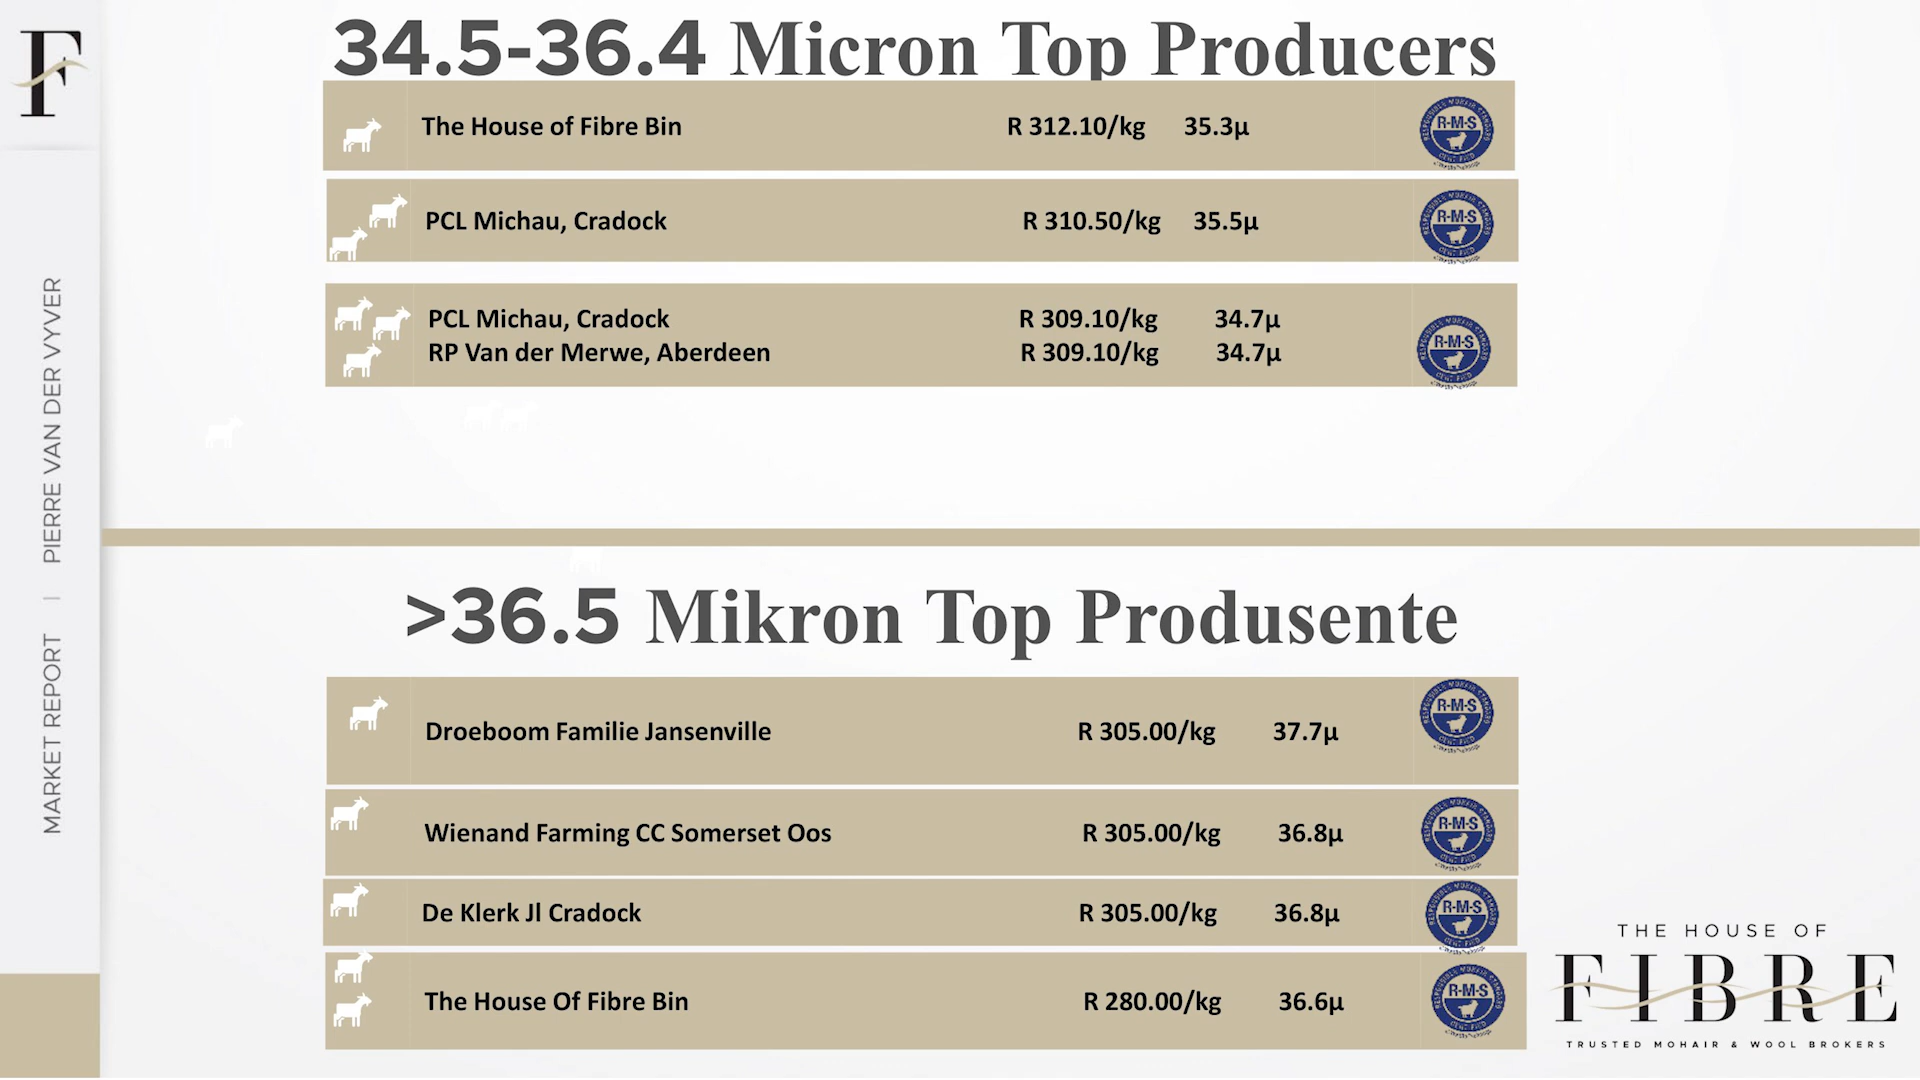 34.5-36.4 Micron Top Producers
The House of Fibre Bin R 312.10/kg 35.3µ
R-M-S
PCL Michau, Cradock R 310.50/kg 35.5µ
R-M-S
PCL Michau, Cradock R 309.10/kg 34.7µ
RP Van der Merwe, Aberdeen R 309.10/kg 34.7µ
R-M-S
>36.5 Mikron Top Produsente
Droeboom Familie Jansenville R 305.00/kg 37.7µ
R-M-S
Wienand Farming CC Somerset Oos R 305.00/kg 36.8µ
R-M-S
De Klerk Jl Cradock R 305.00/kg 36.8µ
R-M-S
The House Of Fibre Bin R 280.00/kg 36.6µ
R-M-S
F
MARKET REPORT | PIERRE VAN DER VYVER
THE HOUSE OF
FIBRE
TRUSTED MOHAIR & WOOL BROKERS